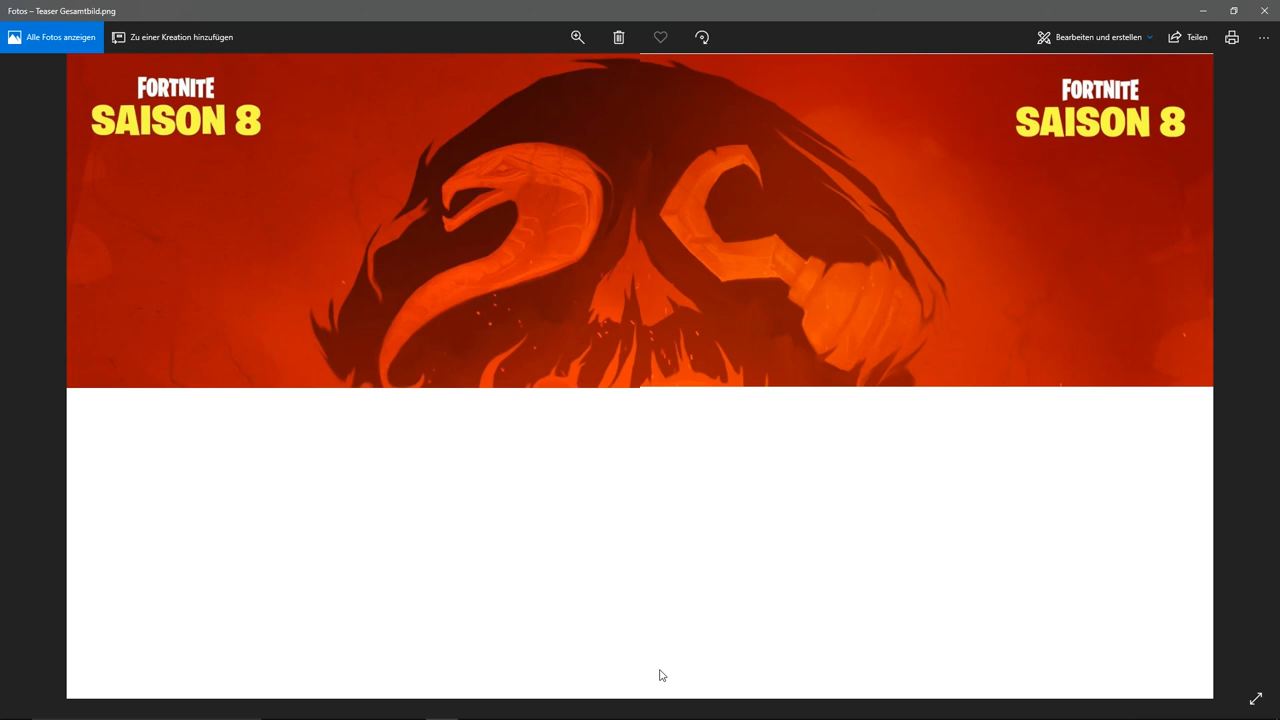 Fotos – Teaser Gesamtbild.png
Alle Fotos anzeigen
Zu einer Kreation hinzufügen
Bearbeiten und erstellen
Teilen
FORTNITE
SAISON 8
FORTNITE
SAISON 8